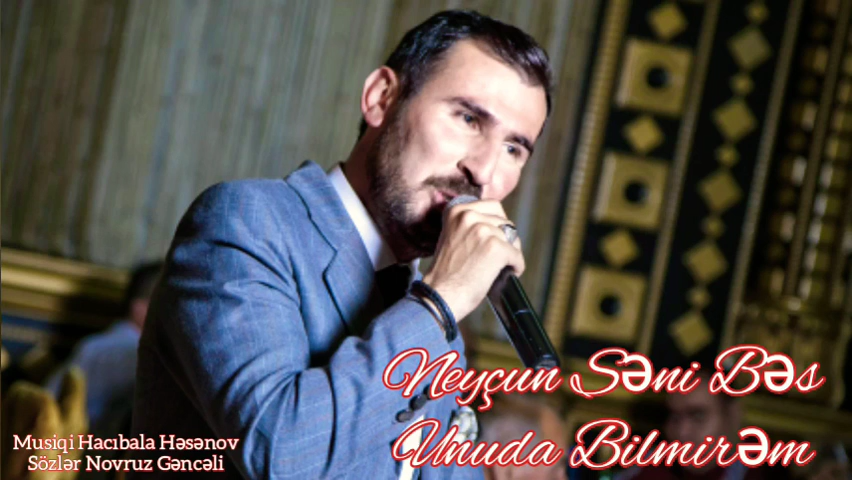 Neyçun Səni Bəs
Unuda Bilmirəm
Musiqi Hacıbala Həsənov
Sözlər Novruz Gəncəli